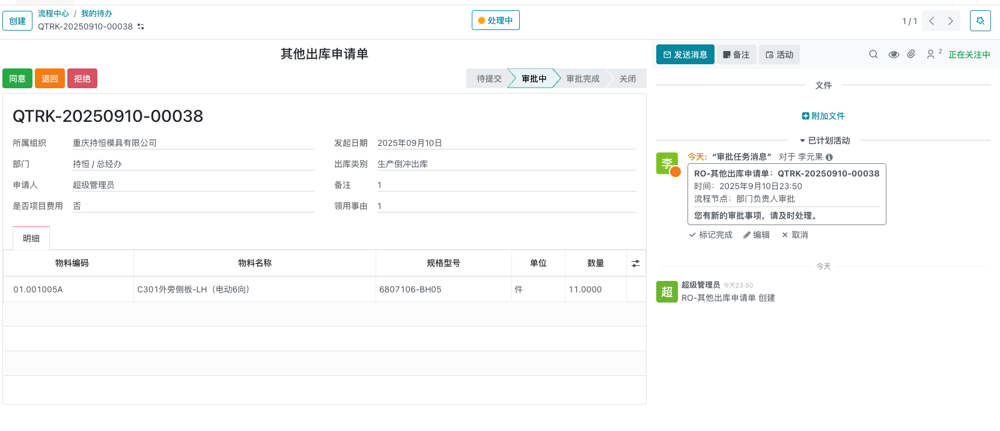 创建
流程中心 / 我的待办
QTRK-20250910-00038
处理中
1 / 1
其他出库申请单
同意 退回 拒绝
待提交 审批中 审批完成 关闭
QTRK-20250910-00038
所属组织 重庆持恒模具有限公司 发起日期 2025年09月10日
部门 持恒 / 总经办 出库类别 生产倒冲出库
申请人 超级管理员 备注 1
是否项目费用 否 领用事由 1
明细
物料编码 物料名称 规格型号 单位 数量
01.001005A C301外旁侧板-LH（电动6向） 6807106-BH05 件 11.0000
发送消息 备注 活动 2 正在关注中
文件
附加文件
已计划活动
李 今天: “审批任务消息” 对于 李元果
RO-其他出库申请单：QTRK-20250910-00038
时间：2025年9月10日23:50
流程节点：部门负责人审批
您有新的审批事项，请及时处理。
标记完成 编辑 取消
今天
超 超级管理员 今天23:50
RO-其他出库申请单 创建